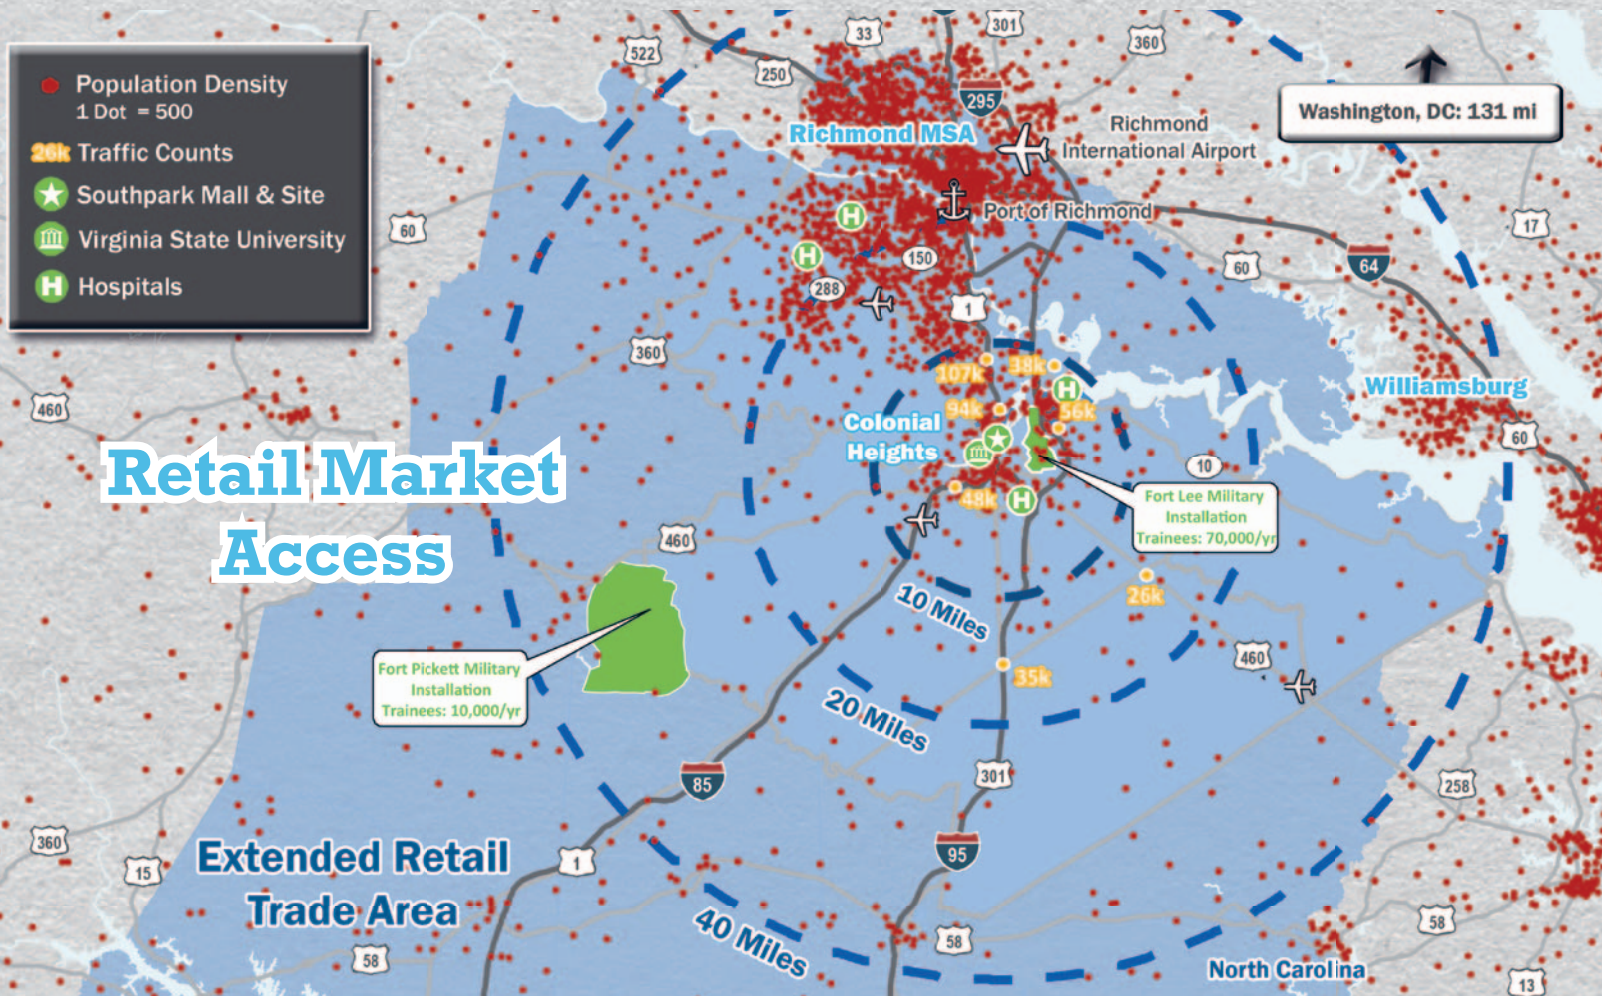 Population Density
1 Dot = 500
26k Traffic Counts
Southpark Mall & Site
Virginia State University
H Hospitals
Retail Market
Access
Extended Retail
Trade Area
Washington, DC: 131 mi
Richmond MSA
Richmond
International Airport
Port of Richmond
Williamsburg
Colonial
Heights
Fort Lee Military
Installation
Trainees: 70,000/yr
Fort Pickett Military
Installation
Trainees: 10,000/yr
10 Miles
20 Miles
40 Miles
North Carolina
107k
38k
94k
56k
48k
26k
35k
522
33
301
360
250
295
17
60
64
60
150
288
1
360
460
60
10
460
460
85
301
258
95
360
15
1
58
58
58
13
H
H
H
H